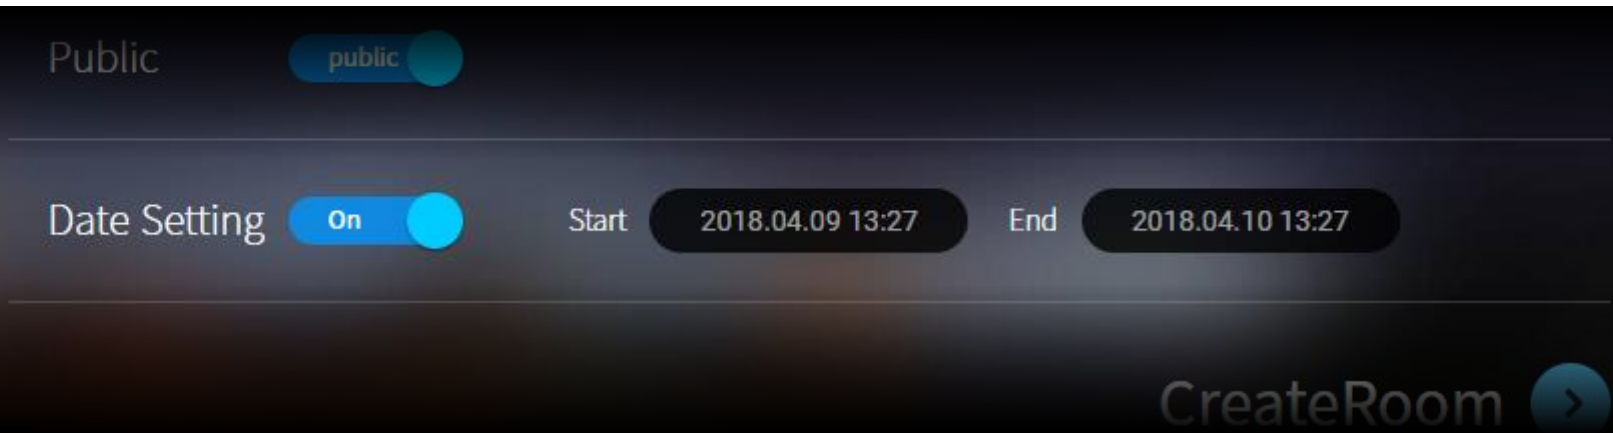 Public public
Date Setting On Start 2018.04.09 13:27 End 2018.04.10 13:27
CreateRoom